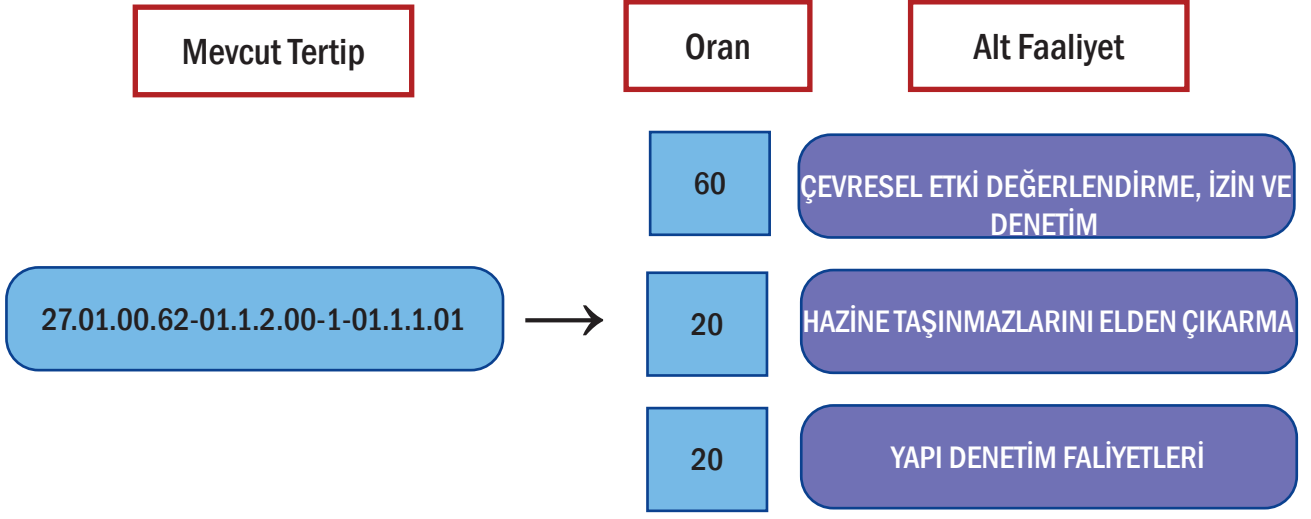 Mevcut Tertip
Oran
Alt Faaliyet
60
ÇEVRESEL ETKİ DEĞERLENDİRME, İZİN VE
DENETİM
27.01.00.62-01.1.2.00-1-01.1.1.01
20
HAZİNE TAŞINMAZLARINI ELDEN ÇIKARMA
20
YAPI DENETİM FALİYETLERİ